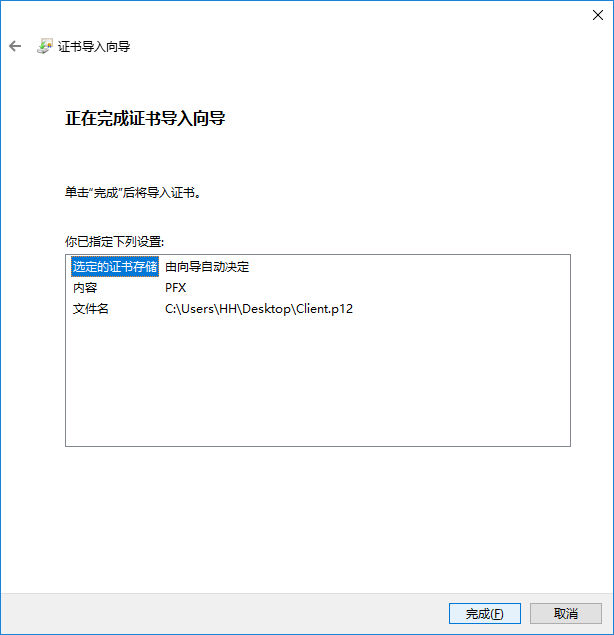 证书导入向导
正在完成证书导入向导
单击“完成”后将导入证书。
你已指定下列设置:
选定的证书存储 由向导自动决定
内容 PFX
文件名 C:\Users\HH\Desktop\Client.p12
完成(F) 取消